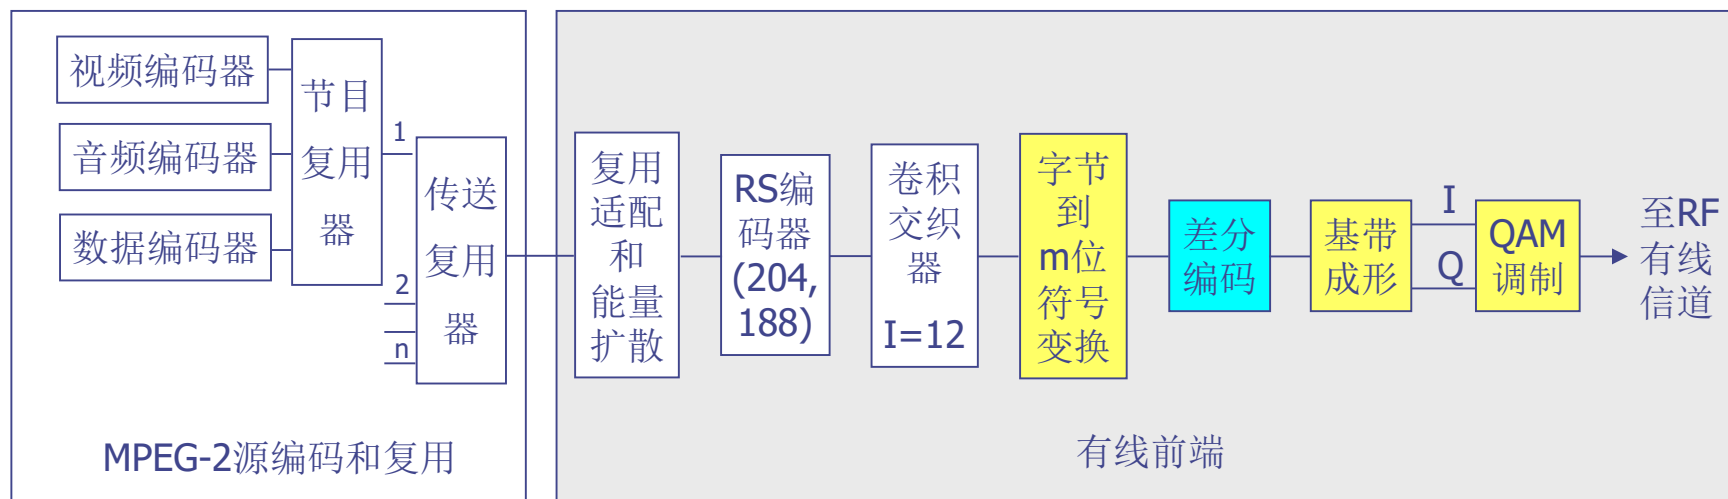 视频编码器
音频编码器
数据编码器
节目
复用
器
1
2
n
传送
复用
器
MPEG-2源编码和复用
复用
适配
和
能量
扩散
RS编
码器
(204,
188)
卷积
交织
器
I=12
字节
到
m位
符号
变换
差分
编码
基带
成形
I
Q
QAM
调制
至RF
有线
信道
有线前端